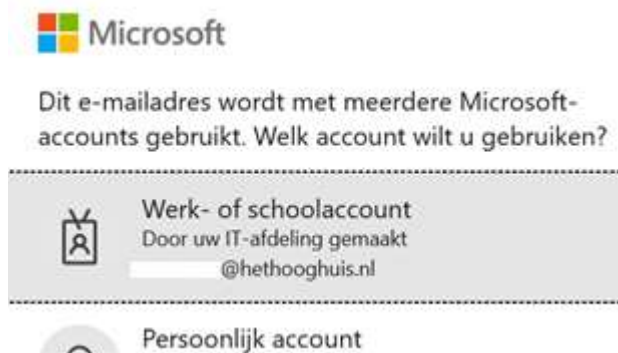 Microsoft
Dit e-mailadres wordt met meerdere Microsoft-
accounts gebruikt. Welk account wilt u gebruiken?
Werk- of schoolaccount
Door uw IT-afdeling gemaakt
@hethooghuis.nl
Persoonlijk account